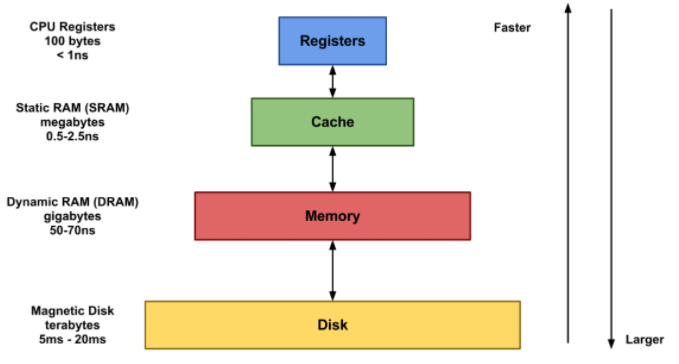 CPU Registers
100 bytes
< 1ns
Registers
Faster
Static RAM (SRAM)
megabytes
0.5-2.5ns
Cache
Dynamic RAM (DRAM)
gigabytes
50-70ns
Memory
Magnetic Disk
terabytes
5ms - 20ms
Disk
Larger